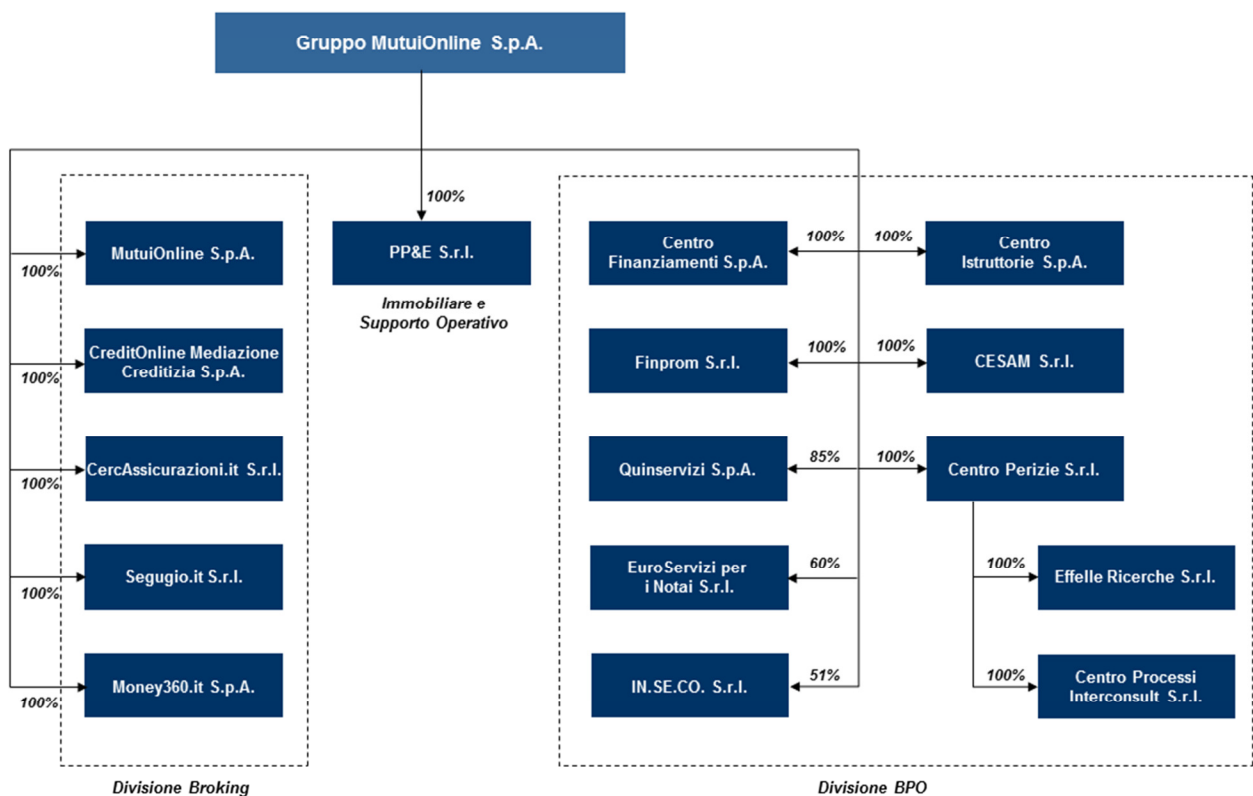 Gruppo MutuiOnline S.p.A.
100%
MutuiOnline S.p.A.
100%
CreditOnline Mediazione
Creditizia S.p.A.
100%
CercAssicurazioni.it S.r.l.
100%
Segugio.it S.r.l.
100%
Money360.it S.p.A.
100%
Divisione Broking
PP&E S.r.l.
Immobiliare e
Supporto Operativo
Centro
Finanziamenti S.p.A.
100%
100%
Centro
Istruttorie S.p.A.
Finprom S.r.l.
100%
100%
CESAM S.r.l.
Quinservizi S.p.A.
85%
100%
Centro Perizie S.r.l.
EuroServizi per
i Notai S.r.l.
60%
100%
Effelle Ricerche S.r.l.
IN.SE.CO. S.r.l.
51%
100%
Centro Processi
Interconsult S.r.l.
Divisione BPO